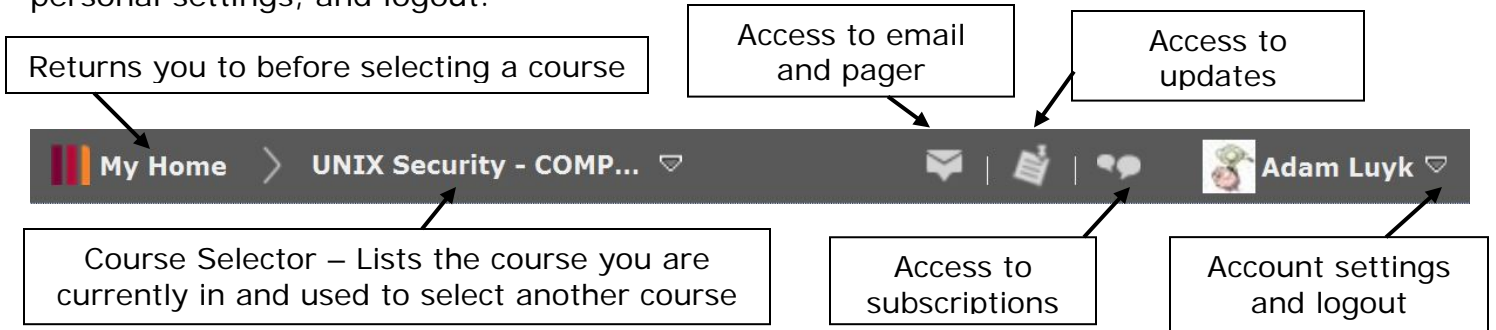 personal settings, and logout.
Returns you to before selecting a course
Access to email
and pager
Access to
updates
My Home
UNIX Security - COMP...
Adam Luyk
Course Selector – Lists the course you are
currently in and used to select another course
Access to
subscriptions
Account settings
and logout